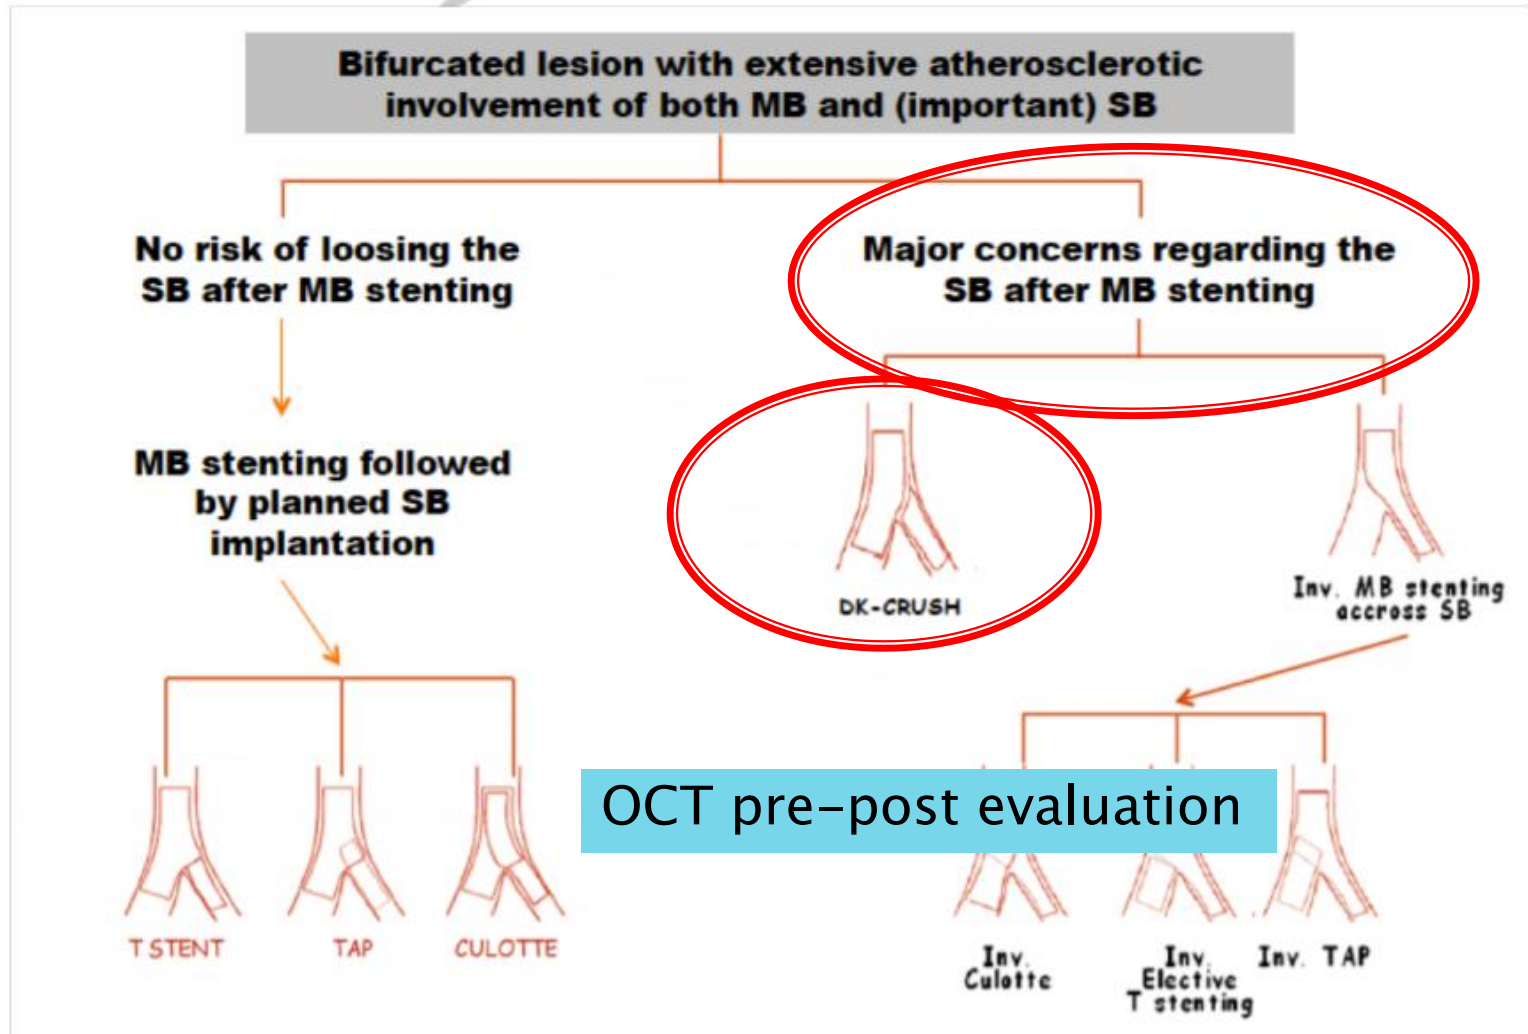 Bifurcated lesion with extensive atherosclerotic
involvement of both MB and (important) SB
No risk of loosing the
SB after MB stenting
Major concerns regarding the
SB after MB stenting
MB stenting followed
by planned SB
implantation
DK-CRUSH
Inv. MB stenting
accross SB
OCT pre-post evaluation
T STENT
TAP
CULOTTE
Inv.
Culotte
Inv.
Elective
T stenting
Inv. TAP